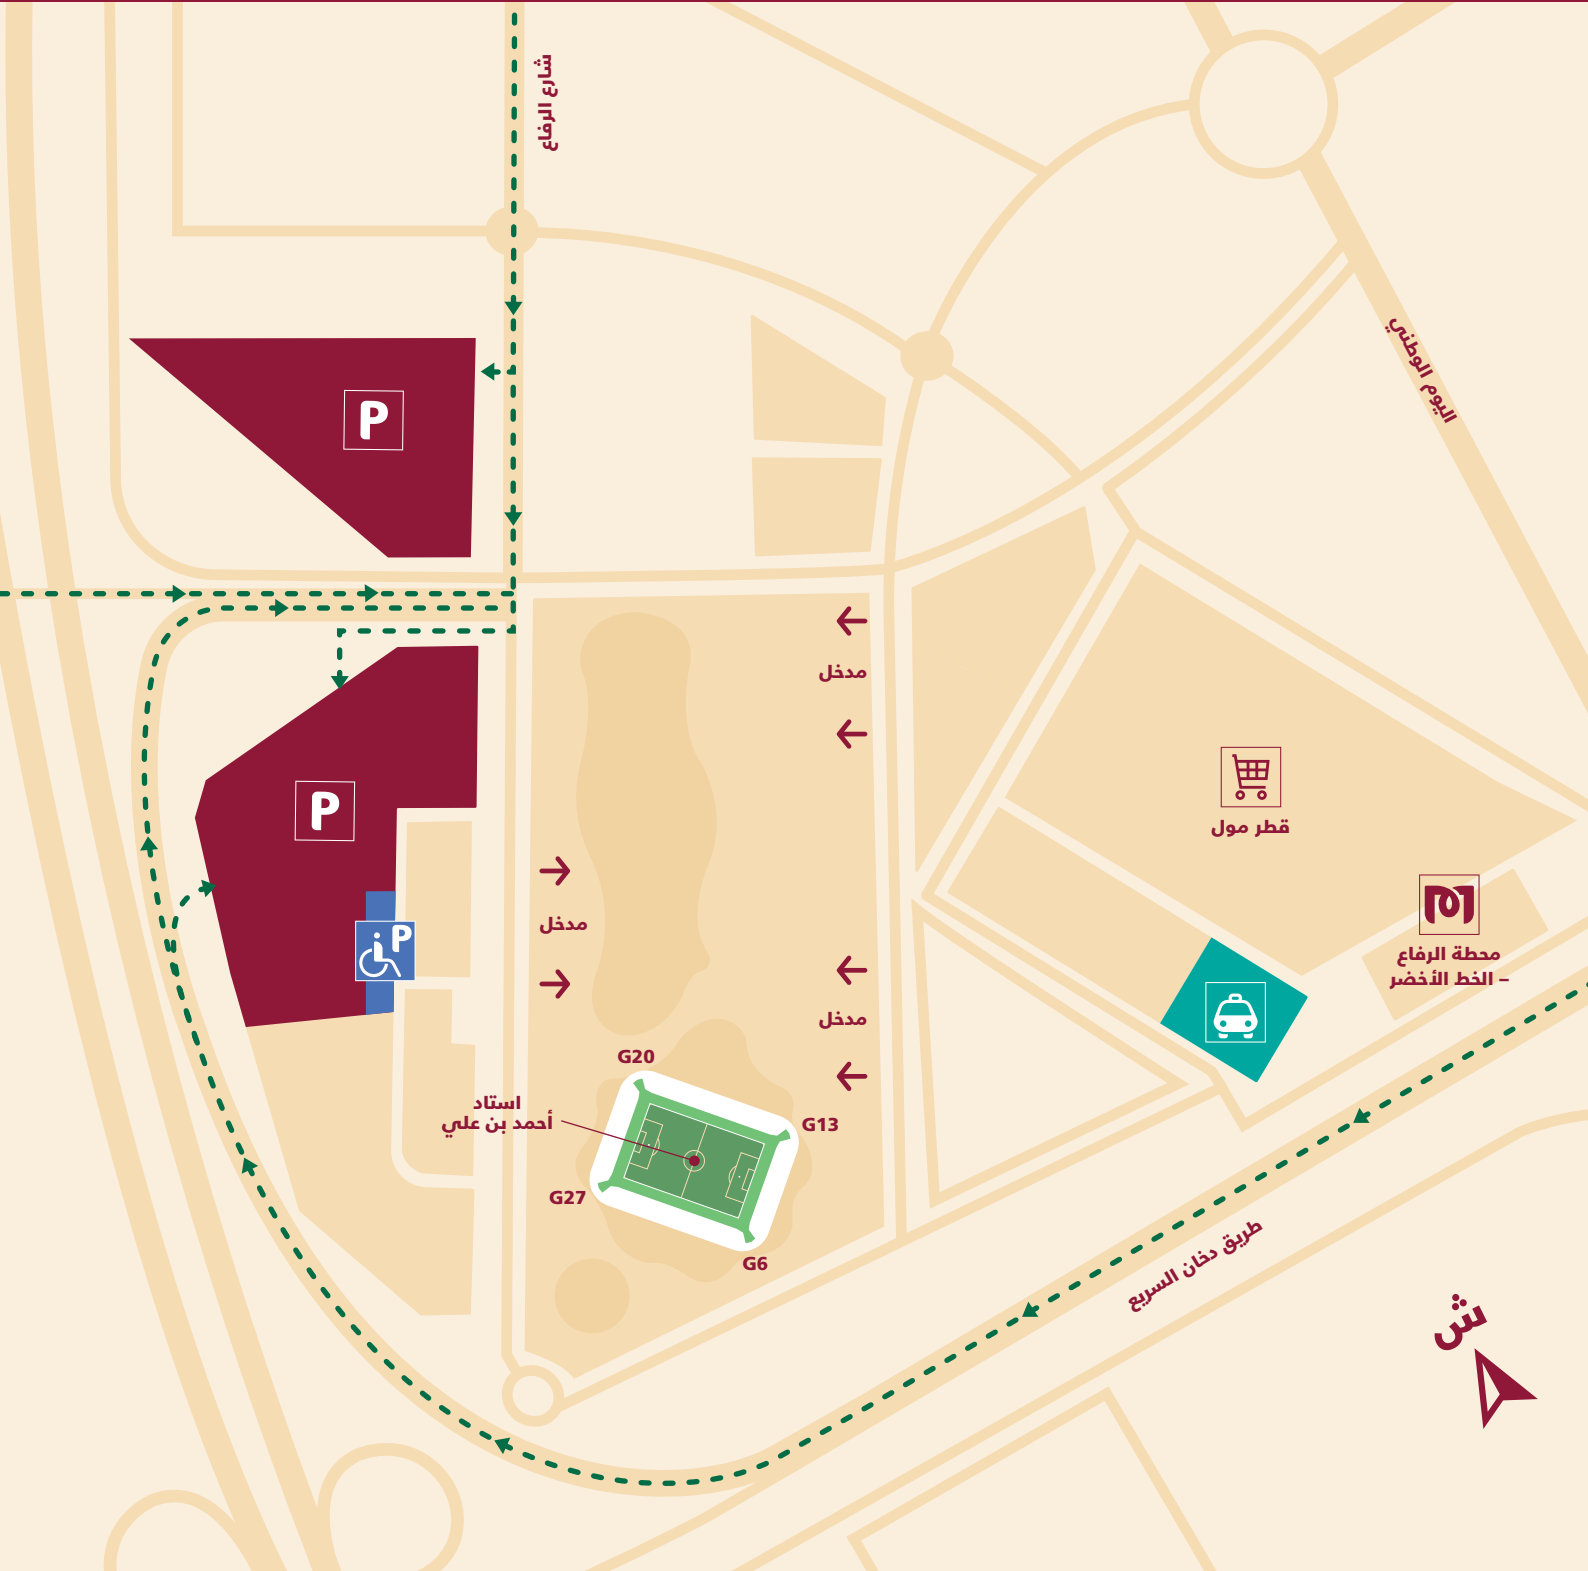 شارع الرفاع
اليوم الوطني
P
مدخل
قطر مول
P
مدخل
P
محطة الرفاع
– الخط الأخضر
مدخل
G20
استاد
أحمد بن علي
G13
G27
G6
طريق دخان السريع
ش